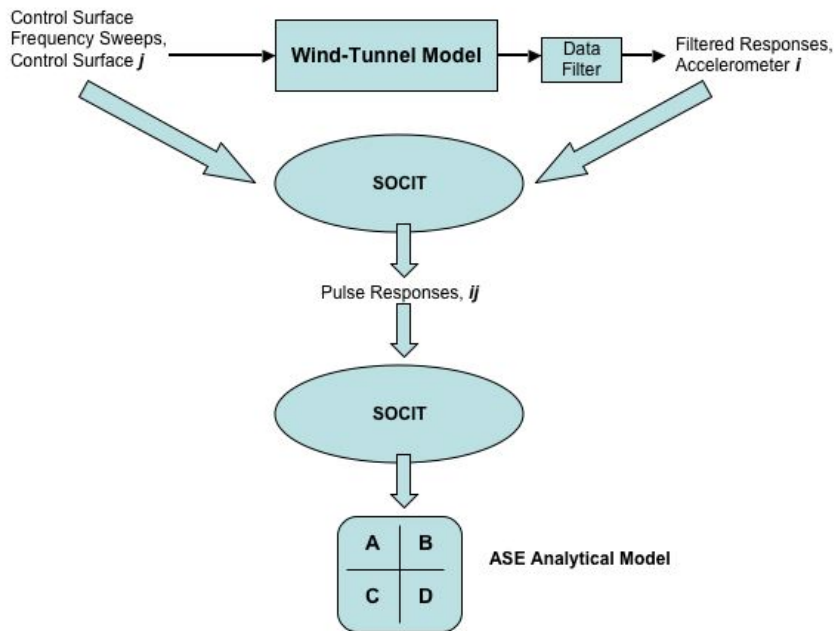 Control Surface
Frequency Sweeps,
Control Surface j
Wind-Tunnel Model
Data
Filter
Filtered Responses,
Accelerometer i
SOCIT
Pulse Responses, ij
SOCIT
A B
C D
ASE Analytical Model